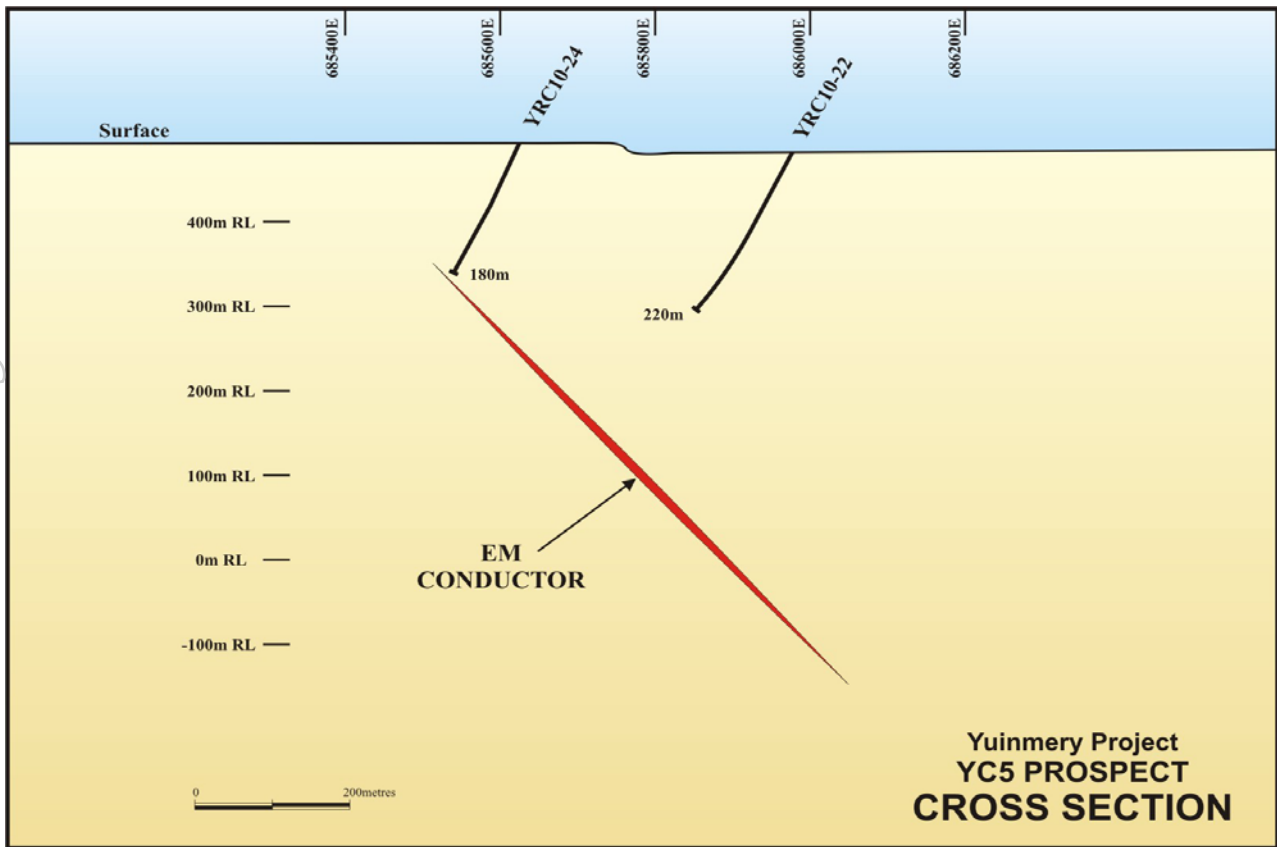 685400E
685600E
685800E
686000E
686200E
YRC10-24
YRC10-22
Surface
400m RL
180m
300m RL
220m
200m RL
100m RL
EM
CONDUCTOR
0m RL
-100m RL
0
200metres
Yuinmery Project
YC5 PROSPECT
CROSS SECTION